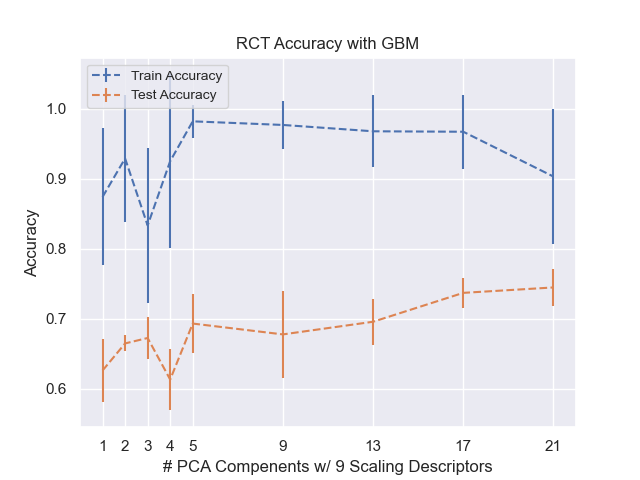 RCT Accuracy with GBM
Train Accuracy
Test Accuracy
1.0
0.9
0.8
0.7
0.6
Accuracy
1 2 3 4 5 9 13 17 21
# PCA Compenents w/ 9 Scaling Descriptors